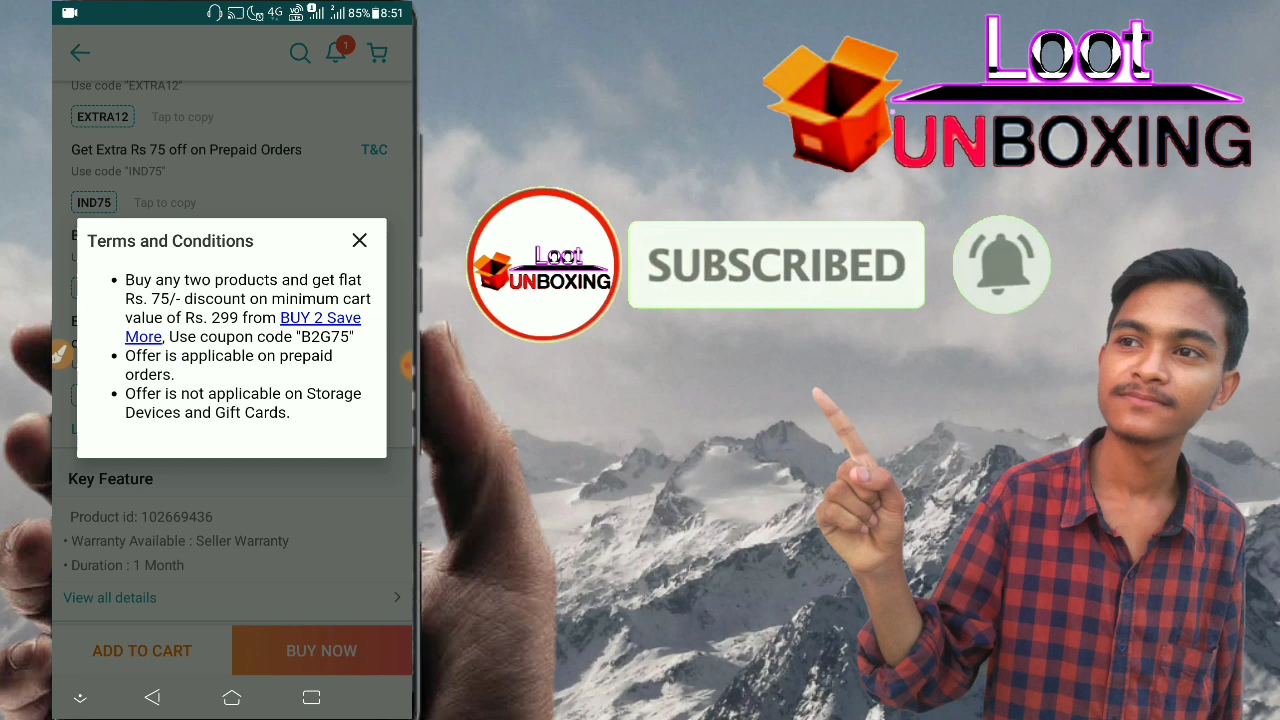 4G
85% 8:51
1
Use code "EXTRA12"
EXTRA12 Tap to copy
Get Extra Rs 75 off on Prepaid Orders T&C
Use code "IND75"
IND75 Tap to copy
Terms and Conditions
• Buy any two products and get flat
Rs. 75/- discount on minimum cart
value of Rs. 299 from BUY 2 Save
More, Use coupon code "B2G75"
• Offer is applicable on prepaid
orders.
• Offer is not applicable on Storage
Devices and Gift Cards.
Key Feature
Product id: 102669436
• Warranty Available : Seller Warranty
• Duration : 1 Month
View all details
ADD TO CART BUY NOW
Loot
UNBOXING
Loot
UNBOXING
SUBSCRIBED